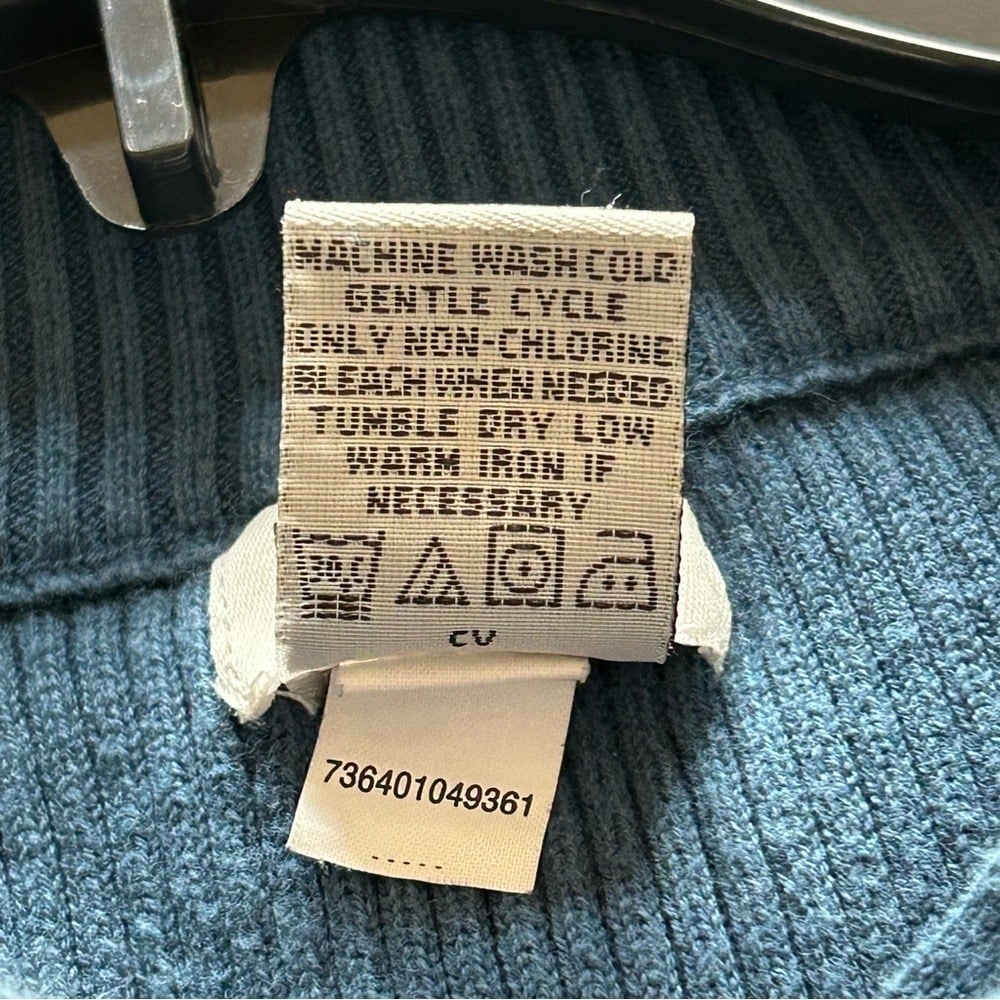 MACHINE WASH COLD
GENTLE CYCLE
ONLY NON-CHLORINE
BLEACH WHEN NEEDED
TUMBLE DRY LOW
WARM IRON IF
NECESSARY
30
CV
736401049361